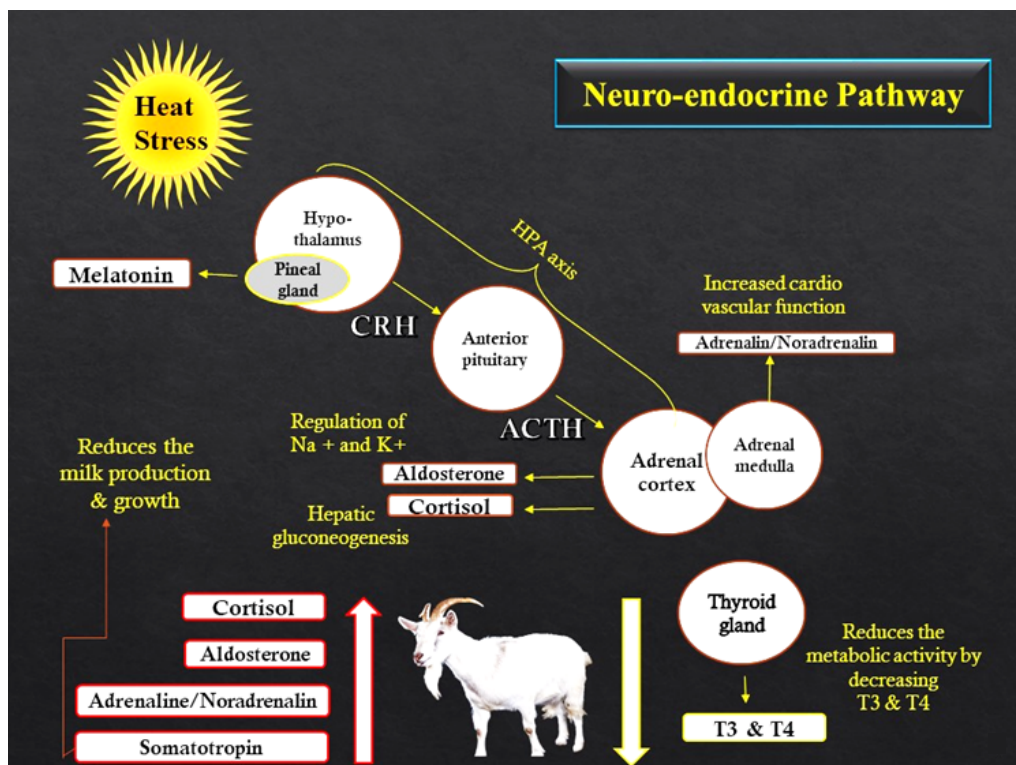 Heat
Stress
Neuro-endocrine Pathway
Hypo-
thalamus
Pineal
gland
Melatonin
CRH
HPA axis
Anterior
pituitary
Increased cardio
vascular function
Adrenalin/Noradrenalin
ACTH
Regulation of
Na + and K+
Aldosterone
Cortisol
Hepatic
gluconeogenesis
Adrenal
cortex
Adrenal
medulla
Reduces the
milk production
& growth
Cortisol
Aldosterone
Adrenaline/Noradrenalin
Somatotropin
Thyroid
gland
Reduces the
metabolic activity by
decreasing
T3 & T4
T3 & T4